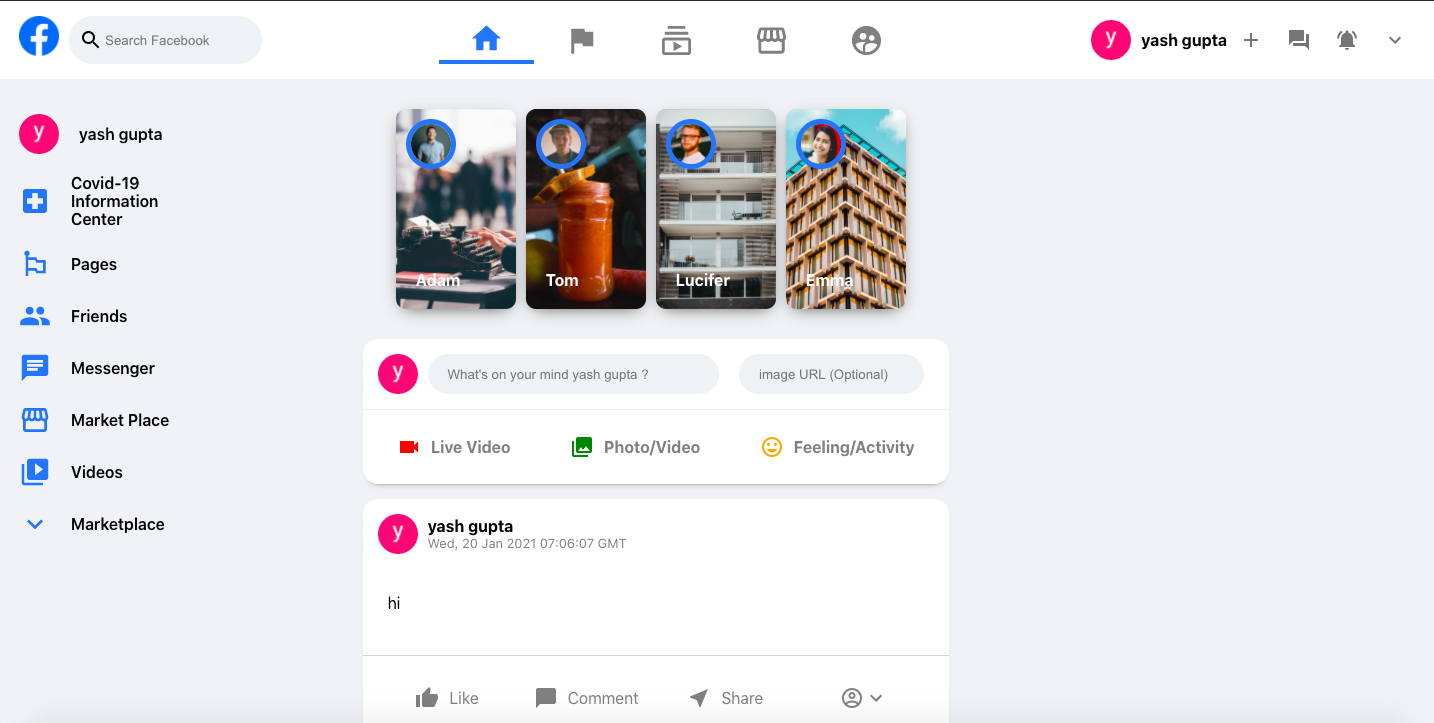 Search Facebook
y yash gupta
y yash gupta
Covid-19
Information
Center
Pages
Friends
Messenger
Market Place
Videos
Marketplace
Adam Tom Lucifer Emma
y What's on your mind yash gupta ? image URL (Optional)
Live Video Photo/Video Feeling/Activity
y yash gupta
Wed, 20 Jan 2021 07:06:07 GMT
hi
Like Comment Share